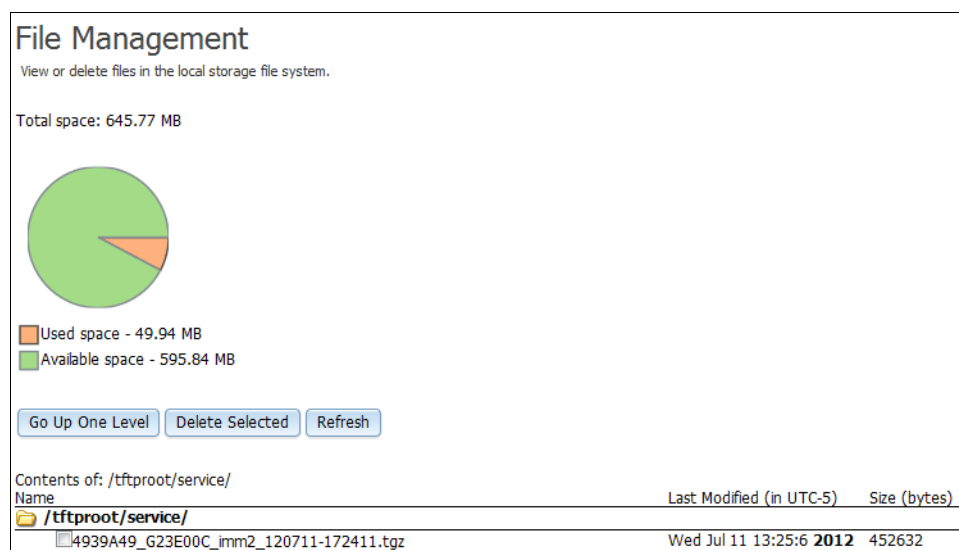 File Management
View or delete files in the local storage file system.
Total space: 645.77 MB
Used space - 49.94 MB
Available space - 595.84 MB
Go Up One Level Delete Selected Refresh
Contents of: /tftproot/service/
Name Last Modified (in UTC-5) Size (bytes)
/tftproot/service/
4939A49_G23E00C_imm2_120711-172411.tgz Wed Jul 11 13:25:6 2012 452632